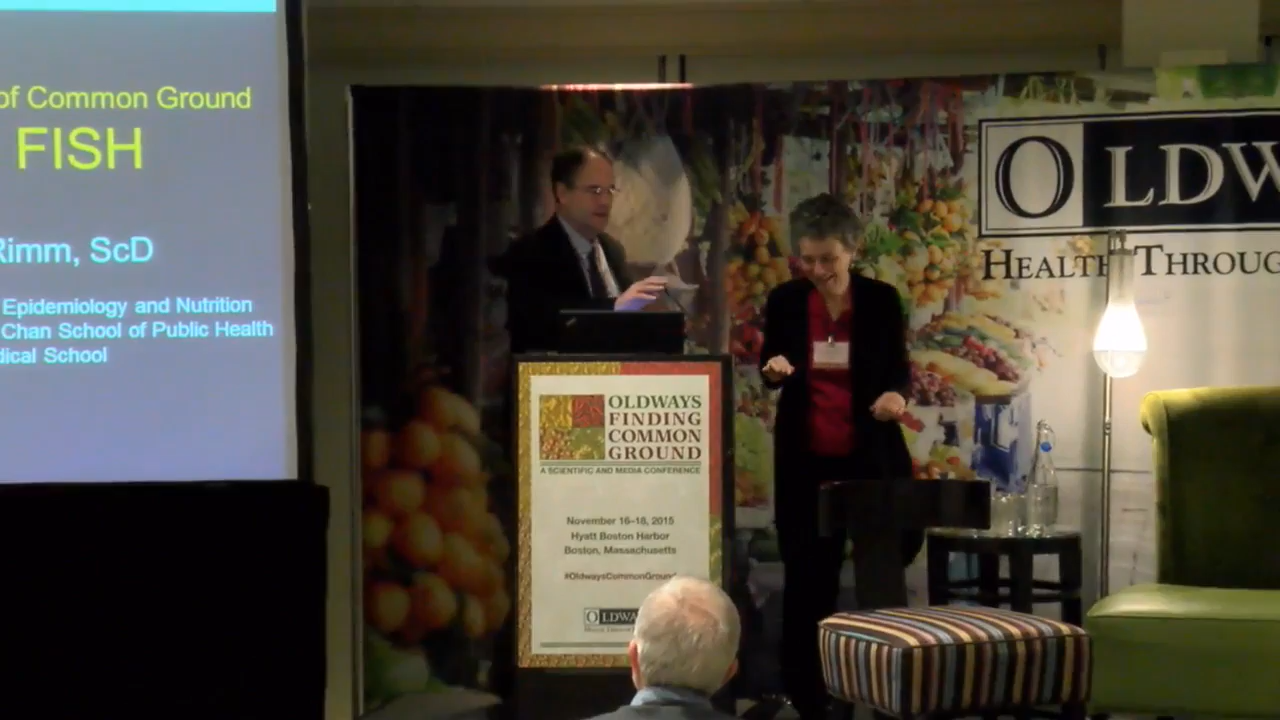 of Common Ground
FISH
Rimm, ScD
Epidemiology and Nutrition
Chan School of Public Health
dical School
OLDW
HEALTH THROUG
OLDWAYS
FINDING
COMMON
GROUND
A SCIENTIFIC AND MEDIA CONFERENCE
November 16–18, 2015
Hyatt Boston Harbor
Boston, Massachusetts
#OldwaysCommonGround
OLDWA